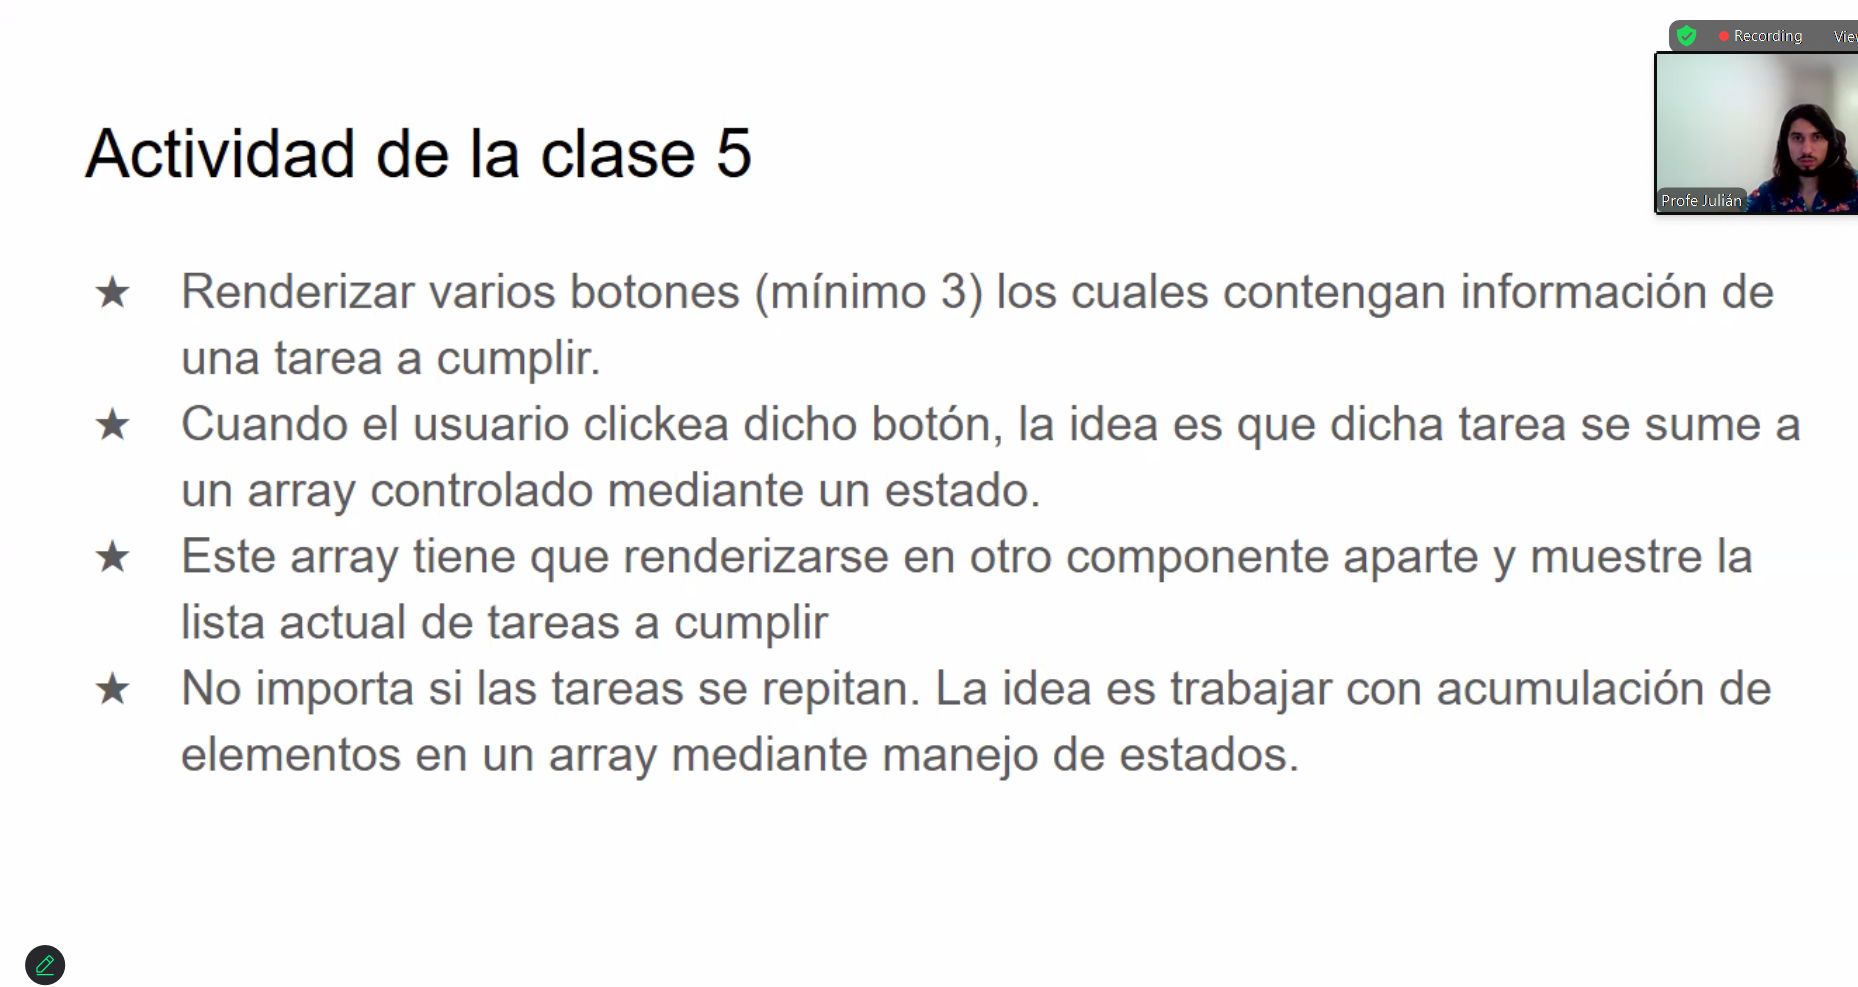 Recording
Vie
Profe Julián
Actividad de la clase 5
★ Renderizar varios botones (mínimo 3) los cuales contengan información de
una tarea a cumplir.
★ Cuando el usuario clickea dicho botón, la idea es que dicha tarea se sume a
un array controlado mediante un estado.
★ Este array tiene que renderizarse en otro componente aparte y muestre la
lista actual de tareas a cumplir
★ No importa si las tareas se repitan. La idea es trabajar con acumulación de
elementos en un array mediante manejo de estados.